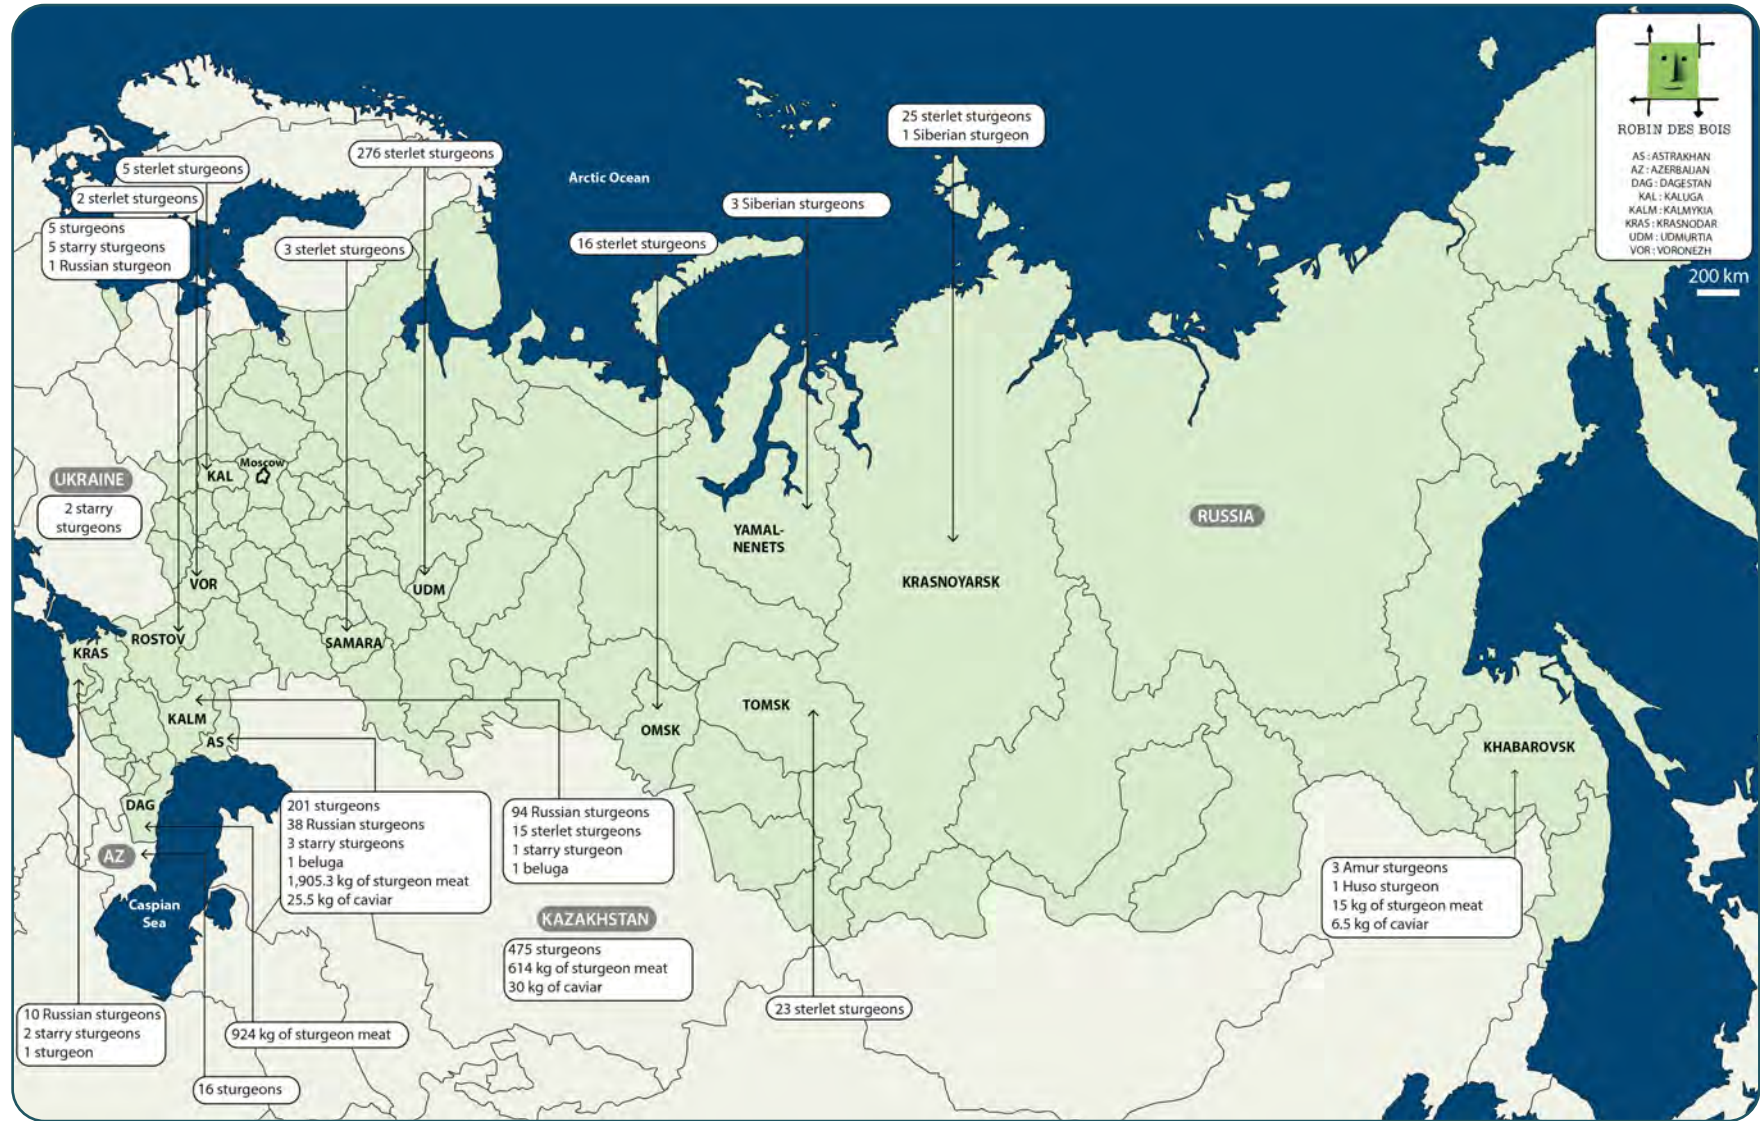 ROBIN DES BOIS
AS : ASTRAKHAN
AZ : AZERBAIJAN
DAG : DAGESTAN
KAL : KALUGA
KALM : KALMYKIA
KRAS : KRASNODAR
UDM : UDMURTIA
VOR : VORONEZH
200 km
25 sterlet sturgeons
1 Siberian sturgeon
276 sterlet sturgeons
5 sterlet sturgeons
Arctic Ocean
2 sterlet sturgeons
3 Siberian sturgeons
5 sturgeons
5 starry sturgeons
1 Russian sturgeon
3 sterlet sturgeons
16 sterlet sturgeons
Moscow
KAL
UKRAINE
2 starry
sturgeons
RUSSIA
YAMAL-
NENETS
KRASNOYARSK
VOR
UDM
ROSTOV
SAMARA
KRAS
KALM
TOMSK
OMSK
AS
KHABAROVSK
DAG
201 sturgeons
38 Russian sturgeons
3 starry sturgeons
1 beluga
1,905.3 kg of sturgeon meat
25.5 kg of caviar
94 Russian sturgeons
15 sterlet sturgeons
1 starry sturgeon
1 beluga
AZ
3 Amur sturgeons
1 Huso sturgeon
15 kg of sturgeon meat
6.5 kg of caviar
Caspian
Sea
KAZAKHSTAN
475 sturgeons
614 kg of sturgeon meat
30 kg of caviar
23 sterlet sturgeons
10 Russian sturgeons
2 starry sturgeons
1 sturgeon
924 kg of sturgeon meat
16 sturgeons